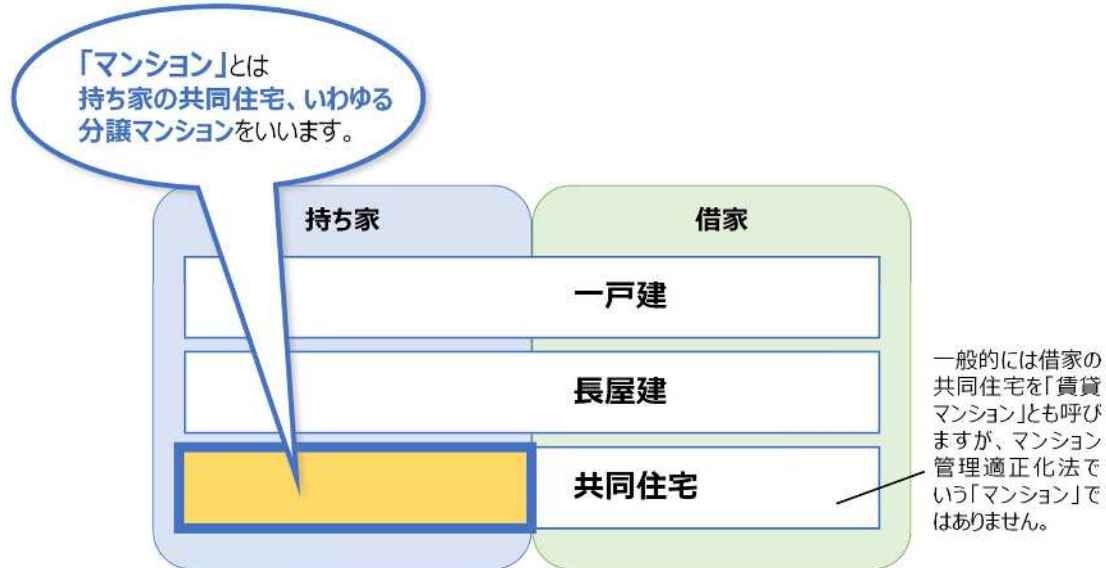 「マンション」とは
持ち家の共同住宅、いわゆる
分譲マンションをいいます。
持ち家
借家
一戸建
長屋建
共同住宅
一般的には借家の
共同住宅を「賃貸
マンション」とも呼び
ますが、マンション
管理適正化法で
いう「マンション」で
はありません。